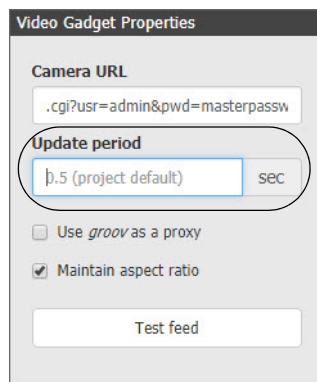 Video Gadget Properties
Camera URL
.cgi?usr=admin&pwd=masterpassw
Update period
0.5 (project default) sec
Use groov as a proxy
Maintain aspect ratio
Test feed